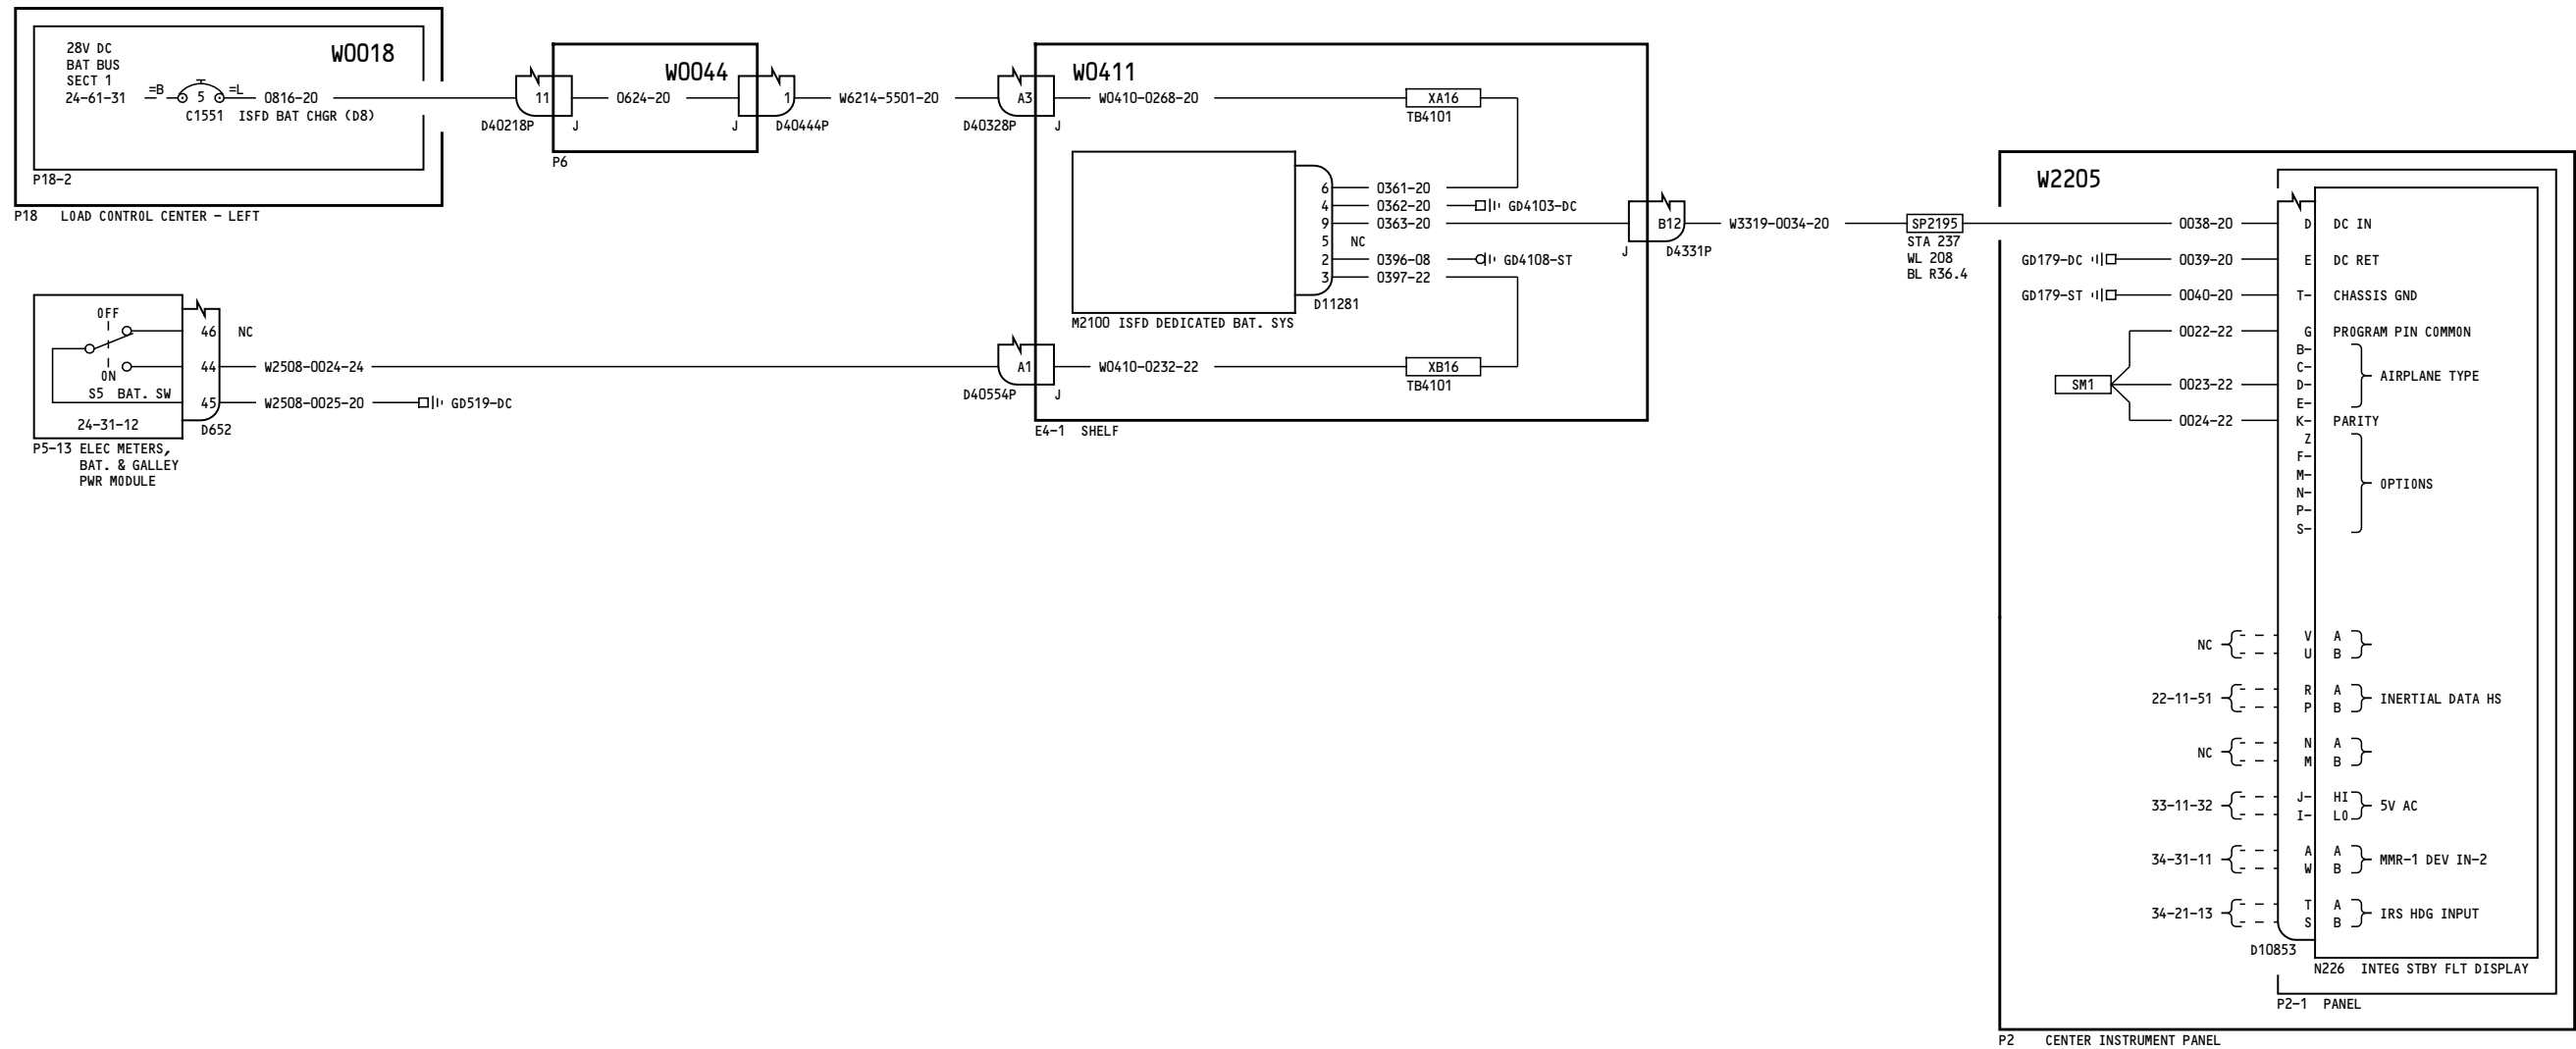 28V DC
BAT BUS
SECT 1
24-61-31
=B
5
=L
W0018
0816-20
C1551 ISFD BAT CHGR (D8)
P18-2
P18 LOAD CONTROL CENTER - LEFT
11
D40218P
J
0624-20
W0044
J
1
D40444P
P6
W6214-5501-20
A3
D40328P
J
W0411
W0410-0268-20
XA16
TB4101
6 0361-20
4 0362-20 GD4103-DC
9 0363-20
5 NC
2 0396-08 GD4108-ST
3 0397-22
D11281
M2100 ISFD DEDICATED BAT. SYS
B12
J
D4331P
W3319-0034-20
SP2195
STA 237
WL 208
BL R36.4
OFF
ON
S5 BAT. SW
24-31-12
46 NC
44 W2508-0024-24
45 W2508-0025-20 GD519-DC
D652
P5-13 ELEC METERS,
BAT. & GALLEY
PWR MODULE
A1
D40554P
J
W0410-0232-22
XB16
TB4101
E4-1 SHELF
W2205
0038-20 D DC IN
GD179-DC 0039-20 E DC RET
GD179-ST 0040-20 T- CHASSIS GND
0022-22 G PROGRAM PIN COMMON
B-
C-
AIRPLANE TYPE
SM1 0023-22 D-
E-
0024-22 K- PARITY
Z
F-
M-
OPTIONS
N-
P-
S-
V A
NC
U B
R A
22-11-51 INERTIAL DATA HS
P B
N A
NC
M B
J- HI
33-11-32 5V AC
I- LO
A A
34-31-11 MMR-1 DEV IN-2
W B
T A
34-21-13 IRS HDG INPUT
S B
D10853
N226 INTEG STBY FLT DISPLAY
P2-1 PANEL
P2 CENTER INSTRUMENT PANEL